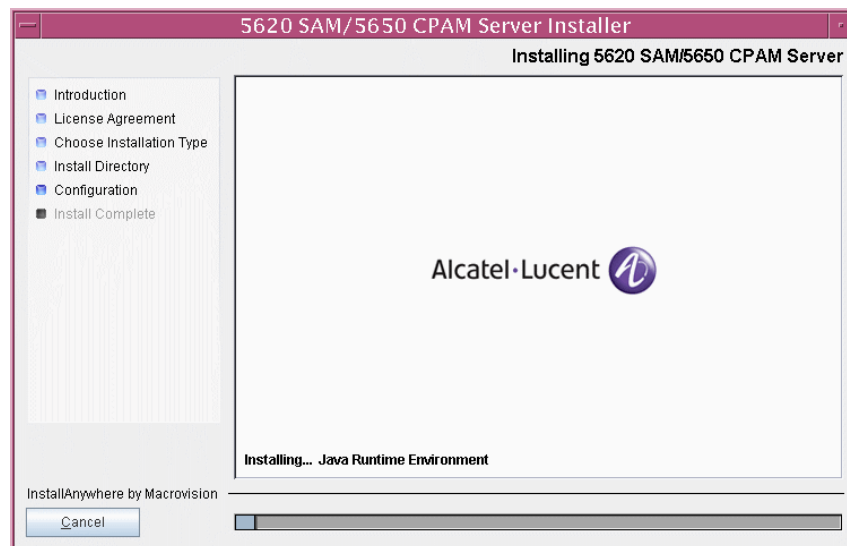 5620 SAM/5650 CPAM Server Installer
Installing 5620 SAM/5650 CPAM Server
Introduction
License Agreement
Choose Installation Type
Install Directory
Configuration
Install Complete
Alcatel·Lucent
Installing... Java Runtime Environment
InstallAnywhere by Macrovision
Cancel